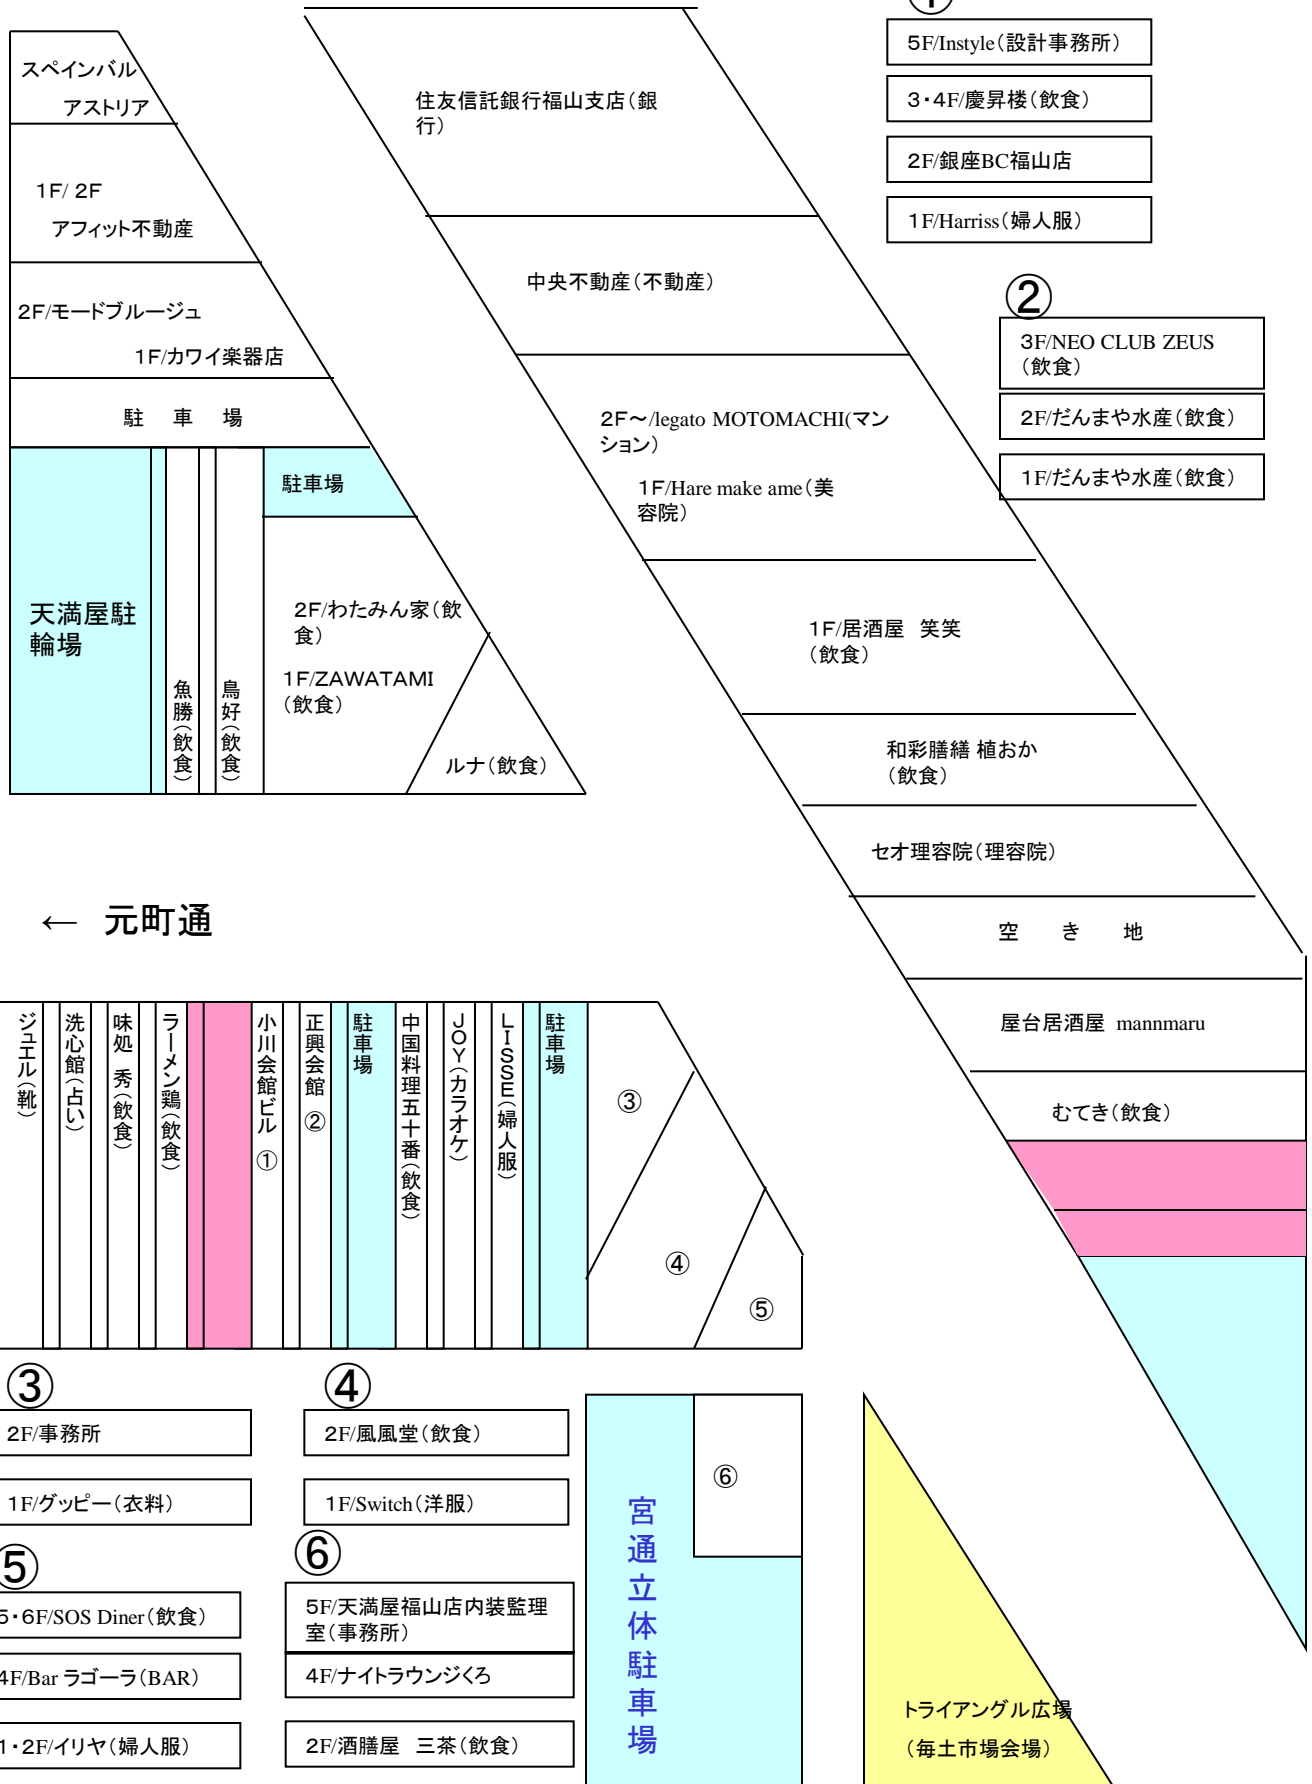 スペインバル
アストリア
1F/ 2F
アフィット不動産
2F/モードブルージュ
1F/カワイ楽器店
駐 車 場
天満屋駐
輪場
魚勝(飲食)
鳥好(飲食)
駐車場
2F/わたみん家(飲
食)
1F/ZAWATAMI
(飲食)
ルナ(飲食)
住友信託銀行福山支店(銀
行)
中央不動産(不動産)
2F~/legato MOTOMACHI(マン
ション)
1F/Hare make ame(美
容院)
1F/居酒屋 笑笑
(飲食)
和彩膳繕 植おか
(飲食)
セオ理容院(理容院)
空 き 地
屋台居酒屋 mannmaru
むてき(飲食)
①
5F/Instyle(設計事務所)
3・4F/慶昇楼(飲食)
2F/銀座BC福山店
1F/Harriss(婦人服)
②
3F/NEO CLUB ZEUS
(飲食)
2F/だんまや水産(飲食)
1F/だんまや水産(飲食)
← 元町通
ジュエル(靴)
洗心館(占い)
味処 秀(飲食)
ラーメン鶏(飲食)
小川会館ビル ①
正興会館 ②
駐車場
中国料理五十番(飲食)
JOY(カラオケ)
LISSE(婦人服)
駐車場
③
④
⑤
③
2F/事務所
1F/グッピー(衣料)
④
2F/風風堂(飲食)
1F/Switch(洋服)
⑤
5・6F/SOS Diner(飲食)
4F/Bar ラゴーラ(BAR)
1・2F/イリヤ(婦人服)
⑥
5F/天満屋福山店内装監理
室(事務所)
4F/ナイトラウンジくろ
2F/酒膳屋 三茶(飲食)
⑥
宮通立体駐車場
トライアングル広場
(毎土市場会場)